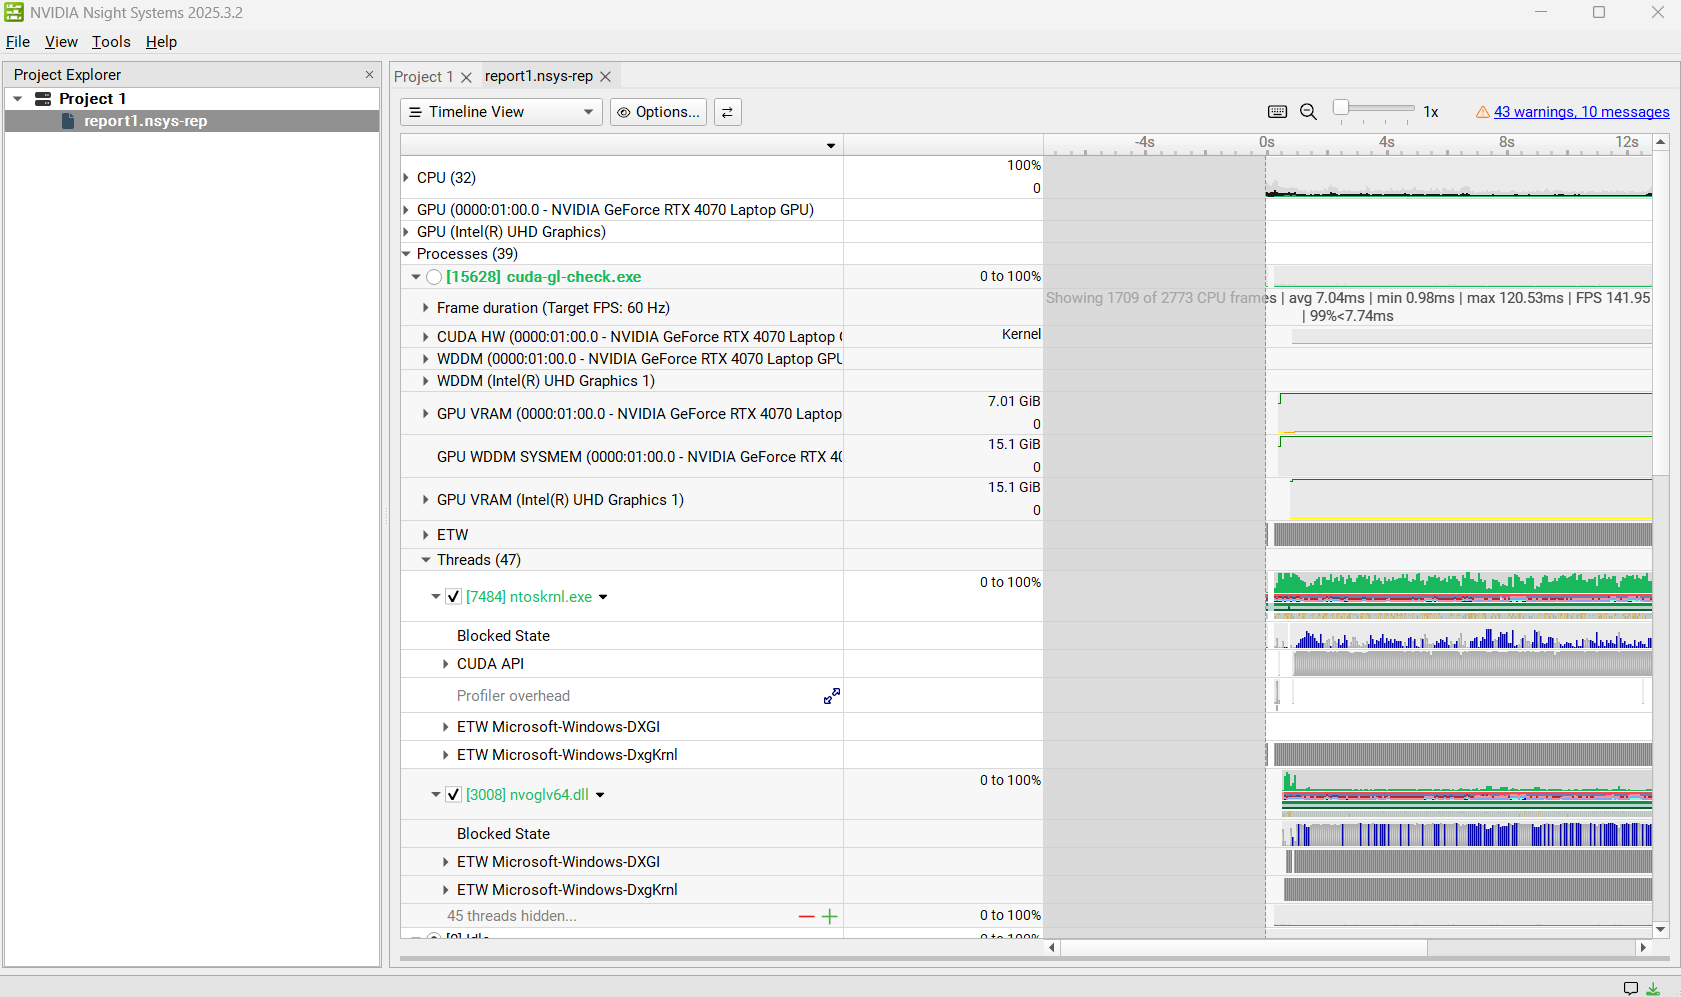 NVIDIA Nsight Systems 2025.3.2
File View Tools Help
Project Explorer
Project 1
report1.nsys-rep
Project 1 report1.nsys-rep
Timeline View Options... 1x 43 warnings, 10 messages
-4s 0s 4s 8s 12s
CPU (32) 100%
0
GPU (0000:01:00.0 - NVIDIA GeForce RTX 4070 Laptop GPU)
GPU (Intel(R) UHD Graphics)
Processes (39)
[15628] cuda-gl-check.exe 0 to 100%
Frame duration (Target FPS: 60 Hz) Showing 1709 of 2773 CPU frames | avg 7.04ms | min 0.98ms | max 120.53ms | FPS 141.95
| 99%<7.74ms
CUDA HW (0000:01:00.0 - NVIDIA GeForce RTX 4070 Laptop Kernel
WDDM (0000:01:00.0 - NVIDIA GeForce RTX 4070 Laptop GPU
WDDM (Intel(R) UHD Graphics 1)
GPU VRAM (0000:01:00.0 - NVIDIA GeForce RTX 4070 Laptop 7.01 GiB
0
GPU WDDM SYSMEM (0000:01:00.0 - NVIDIA GeForce RTX 15.1 GiB
0
GPU VRAM (Intel(R) UHD Graphics 1) 15.1 GiB
0
ETW
Threads (47)
[7484] ntoskrnl.exe 0 to 100%
Blocked State
CUDA API
Profiler overhead
ETW Microsoft-Windows-DXGI
ETW Microsoft-Windows-DxgKrnl
[3008] nvoglv64.dll 0 to 100%
Blocked State
ETW Microsoft-Windows-DXGI
ETW Microsoft-Windows-DxgKrnl
45 threads hidden... 0 to 100%